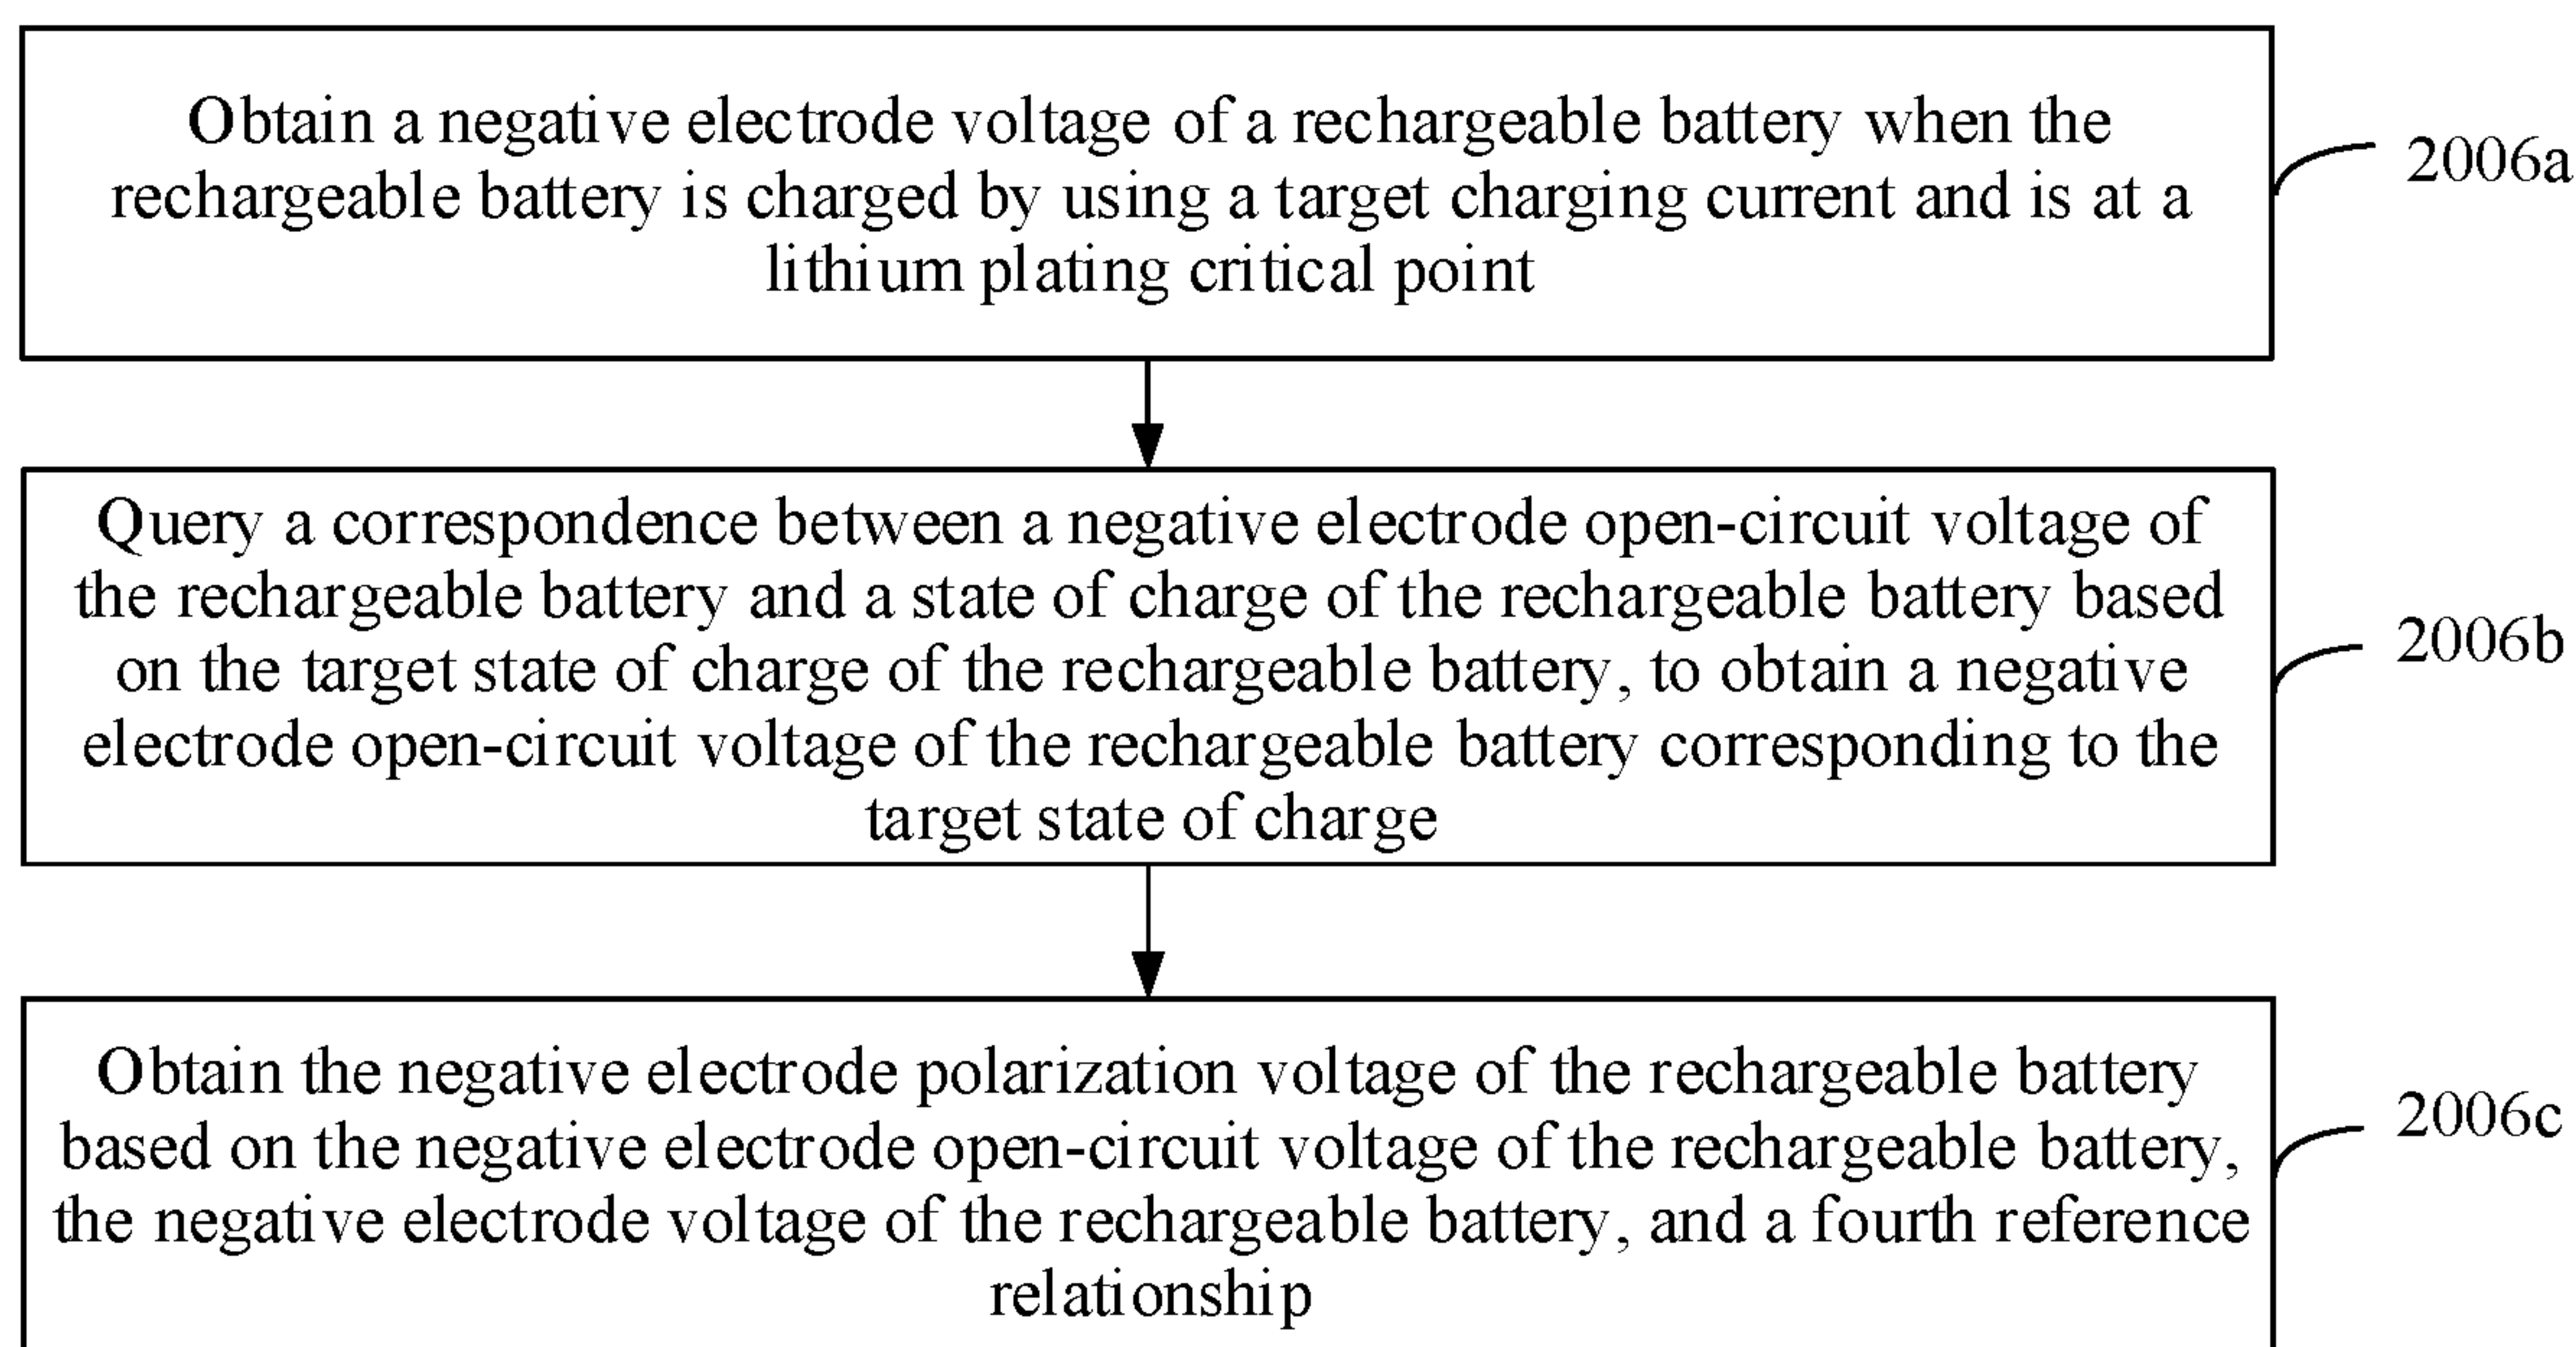 Obtain a negative electrode voltage of a rechargeable battery when the
rechargeable battery is charged by using a target charging current and is at a
lithium plating critical point
2006a
Query a correspondence between a negative electrode open-circuit voltage of
the rechargeable battery and a state of charge of the rechargeable battery based
on the target state of charge of the rechargeable battery, to obtain a negative
electrode open-circuit voltage of the rechargeable battery corresponding to the
target state of charge
2006b
Obtain the negative electrode polarization voltage of the rechargeable battery
based on the negative electrode open-circuit voltage of the rechargeable battery,
the negative electrode voltage of the rechargeable battery, and a fourth reference
relationship
2006c